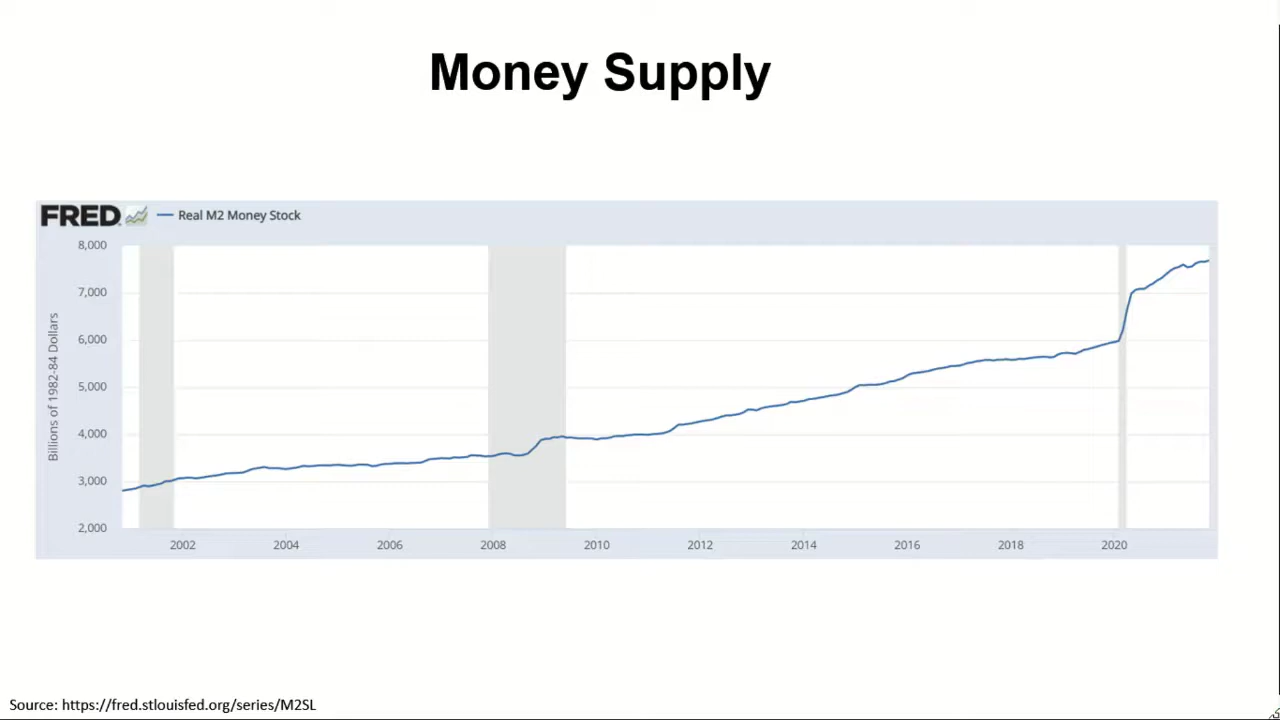 Money Supply
FRED
Real M2 Money Stock
8,000
7,000
6,000
5,000
4,000
3,000
2,000
Billions of 1982-84 Dollars
2002 2004 2006 2008 2010 2012 2014 2016 2018 2020
Source: https://fred.stlouisfed.org/series/M2SL